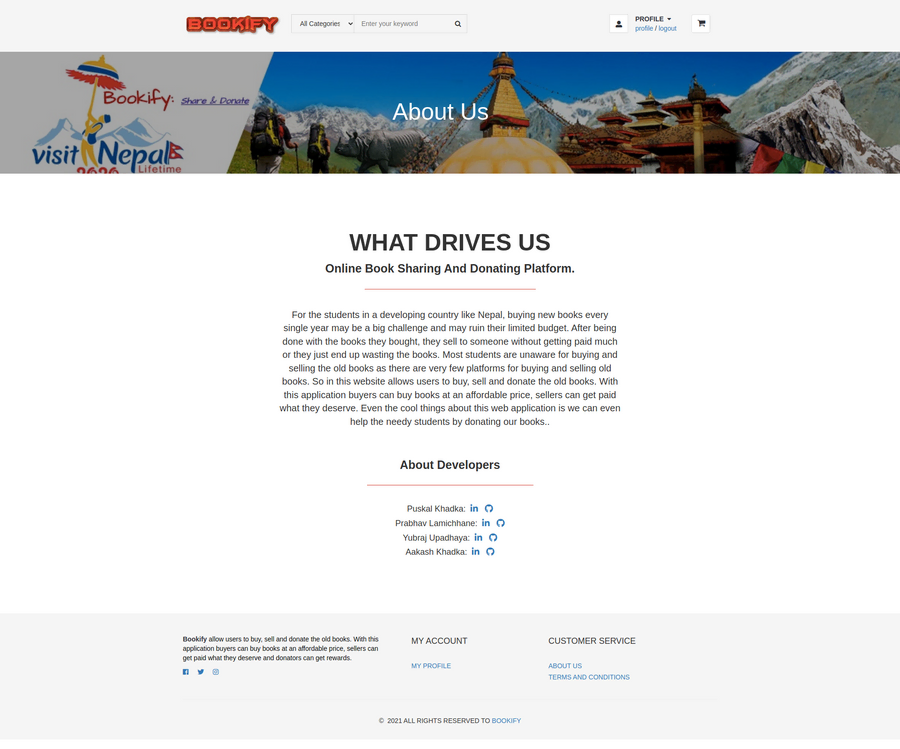 BOOKIFY
All Categories
Enter your keyword
PROFILE
profile / logout
Bookify: Share & Donate
visit Nepal
2020
Lifetime
About Us
WHAT DRIVES US
Online Book Sharing And Donating Platform.
For the students in a developing country like Nepal, buying new books every
single year may be a big challenge and may ruin their limited budget. After being
done with the books they bought, they sell to someone without getting paid much
or they just end up wasting the books. Most students are unaware for buying and
selling the old books as there are very few platforms for buying and selling old
books. So in this website allows users to buy, sell and donate the old books. With
this application buyers can buy books at an affordable price, sellers can get paid
what they deserve. Even the cool things about this web application is we can even
help the needy students by donating our books..
About Developers
Puskal Khadka:
Prabhav Lamichhane:
Yubraj Upadhaya:
Aakash Khadka:
Bookify allow users to buy, sell and donate the old books. With this
application buyers can buy books at an affordable price, sellers can
get paid what they deserve and donators can get rewards.
MY ACCOUNT
MY PROFILE
CUSTOMER SERVICE
ABOUT US
TERMS AND CONDITIONS
© 2021 ALL RIGHTS RESERVED TO BOOKIFY